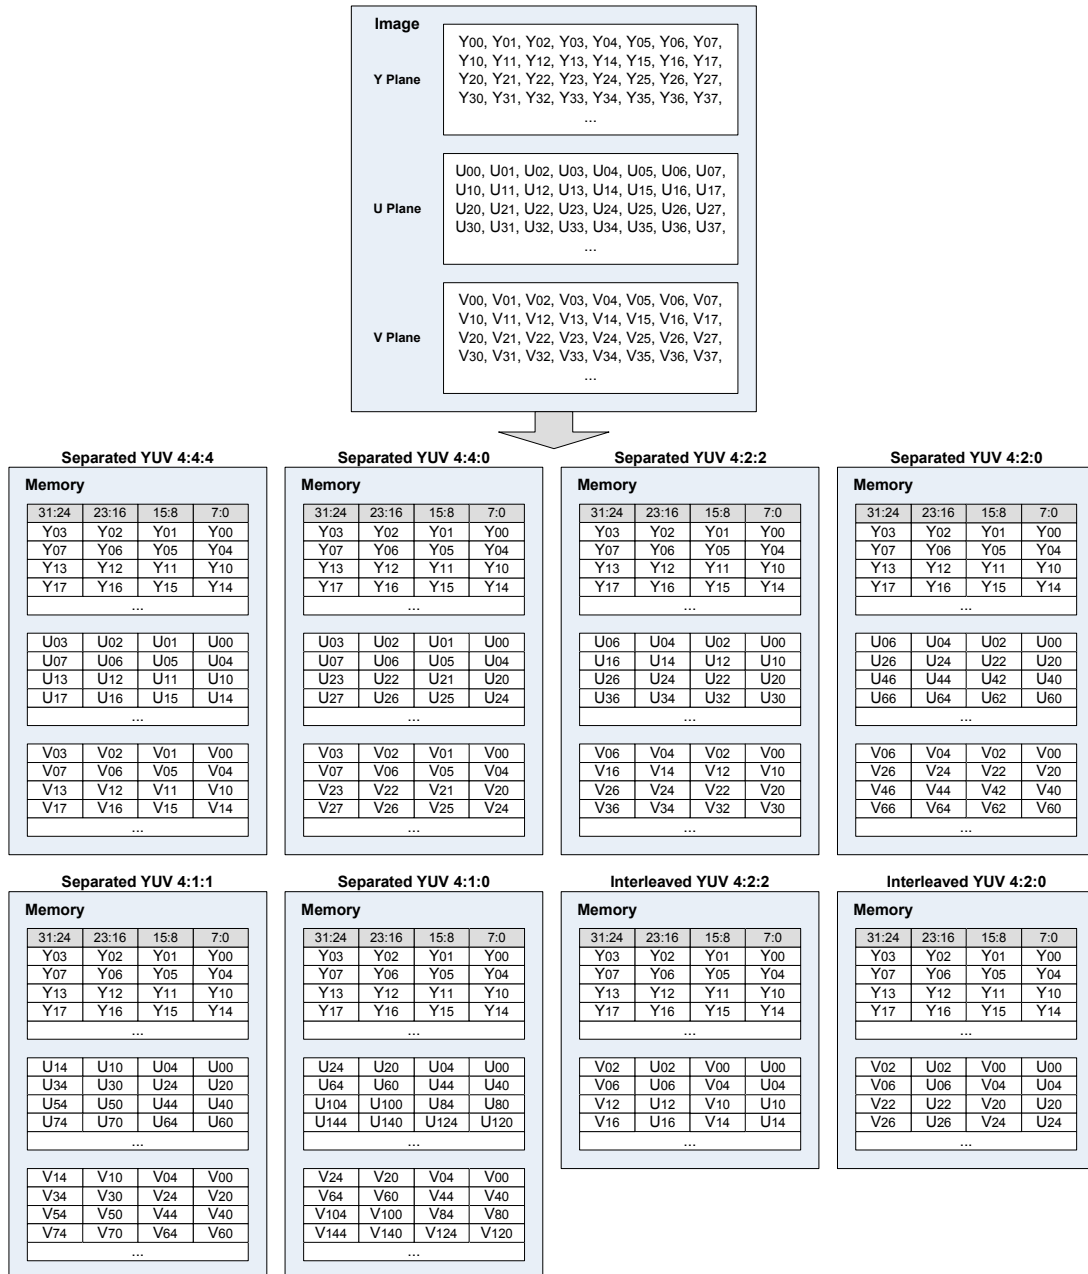 Image
Y Plane
Y00, Y01, Y02, Y03, Y04, Y05, Y06, Y07,
Y10, Y11, Y12, Y13, Y14, Y15, Y16, Y17,
Y20, Y21, Y22, Y23, Y24, Y25, Y26, Y27,
Y30, Y31, Y32, Y33, Y34, Y35, Y36, Y37,
...
U Plane
U00, U01, U02, U03, U04, U05, U06, U07,
U10, U11, U12, U13, U14, U15, U16, U17,
U20, U21, U22, U23, U24, U25, U26, U27,
U30, U31, U32, U33, U34, U35, U36, U37,
...
V Plane
V00, V01, V02, V03, V04, V05, V06, V07,
V10, V11, V12, V13, V14, V15, V16, V17,
V20, V21, V22, V23, V24, V25, V26, V27,
V30, V31, V32, V33, V34, V35, V36, V37,
...
Separated YUV 4:4:4
Memory
31:24 23:16 15:8 7:0
Y03 Y02 Y01 Y00
Y07 Y06 Y05 Y04
Y13 Y12 Y11 Y10
Y17 Y16 Y15 Y14
...
U03 U02 U01 U00
U07 U06 U05 U04
U13 U12 U11 U10
U17 U16 U15 U14
...
V03 V02 V01 V00
V07 V06 V05 V04
V13 V12 V11 V10
V17 V16 V15 V14
...
Separated YUV 4:4:0
Memory
31:24 23:16 15:8 7:0
Y03 Y02 Y01 Y00
Y07 Y06 Y05 Y04
Y13 Y12 Y11 Y10
Y17 Y16 Y15 Y14
...
U03 U02 U01 U00
U07 U06 U05 U04
U23 U22 U21 U20
U27 U26 U25 U24
...
V03 V02 V01 V00
V07 V06 V05 V04
V23 V22 V21 V20
V27 V26 V25 V24
...
Separated YUV 4:2:2
Memory
31:24 23:16 15:8 7:0
Y03 Y02 Y01 Y00
Y07 Y06 Y05 Y04
Y13 Y12 Y11 Y10
Y17 Y16 Y15 Y14
...
U06 U04 U02 U00
U16 U14 U12 U10
U26 U24 U22 U20
U36 U34 U32 U30
...
V06 V04 V02 V00
V16 V14 V12 V10
V26 V24 V22 V20
V36 V34 V32 V30
...
Separated YUV 4:2:0
Memory
31:24 23:16 15:8 7:0
Y03 Y02 Y01 Y00
Y07 Y06 Y05 Y04
Y13 Y12 Y11 Y10
Y17 Y16 Y15 Y14
...
U06 U04 U02 U00
U26 U24 U22 U20
U46 U44 U42 U40
U66 U64 U62 U60
...
V06 V04 V02 V00
V26 V24 V22 V20
V46 V44 V42 V40
V66 V64 V62 V60
...
Separated YUV 4:1:1
Memory
31:24 23:16 15:8 7:0
Y03 Y02 Y01 Y00
Y07 Y06 Y05 Y04
Y13 Y12 Y11 Y10
Y17 Y16 Y15 Y14
...
U14 U10 U04 U00
U34 U30 U24 U20
U54 U50 U44 U40
U74 U70 U64 U60
...
V14 V10 V04 V00
V34 V30 V24 V20
V54 V50 V44 V40
V74 V70 V64 V60
...
Separated YUV 4:1:0
Memory
31:24 23:16 15:8 7:0
Y03 Y02 Y01 Y00
Y07 Y06 Y05 Y04
Y13 Y12 Y11 Y10
Y17 Y16 Y15 Y14
...
U24 U20 U04 U00
U64 U60 U44 U40
U104 U100 U84 U80
U144 U140 U124 U120
...
V24 V20 V04 V00
V64 V60 V44 V40
V104 V100 V84 V80
V144 V140 V124 V120
...
Interleaved YUV 4:2:2
Memory
31:24 23:16 15:8 7:0
Y03 Y02 Y01 Y00
Y07 Y06 Y05 Y04
Y13 Y12 Y11 Y10
Y17 Y16 Y15 Y14
...
V02 U02 V00 U00
V06 U06 V04 U04
V12 U12 V10 U10
V16 U16 V14 U14
...
Interleaved YUV 4:2:0
Memory
31:24 23:16 15:8 7:0
Y03 Y02 Y01 Y00
Y07 Y06 Y05 Y04
Y13 Y12 Y11 Y10
Y17 Y16 Y15 Y14
...
V02 U02 V00 U00
V06 U06 V04 U04
V22 U22 V20 U20
V26 U26 V24 U24
...